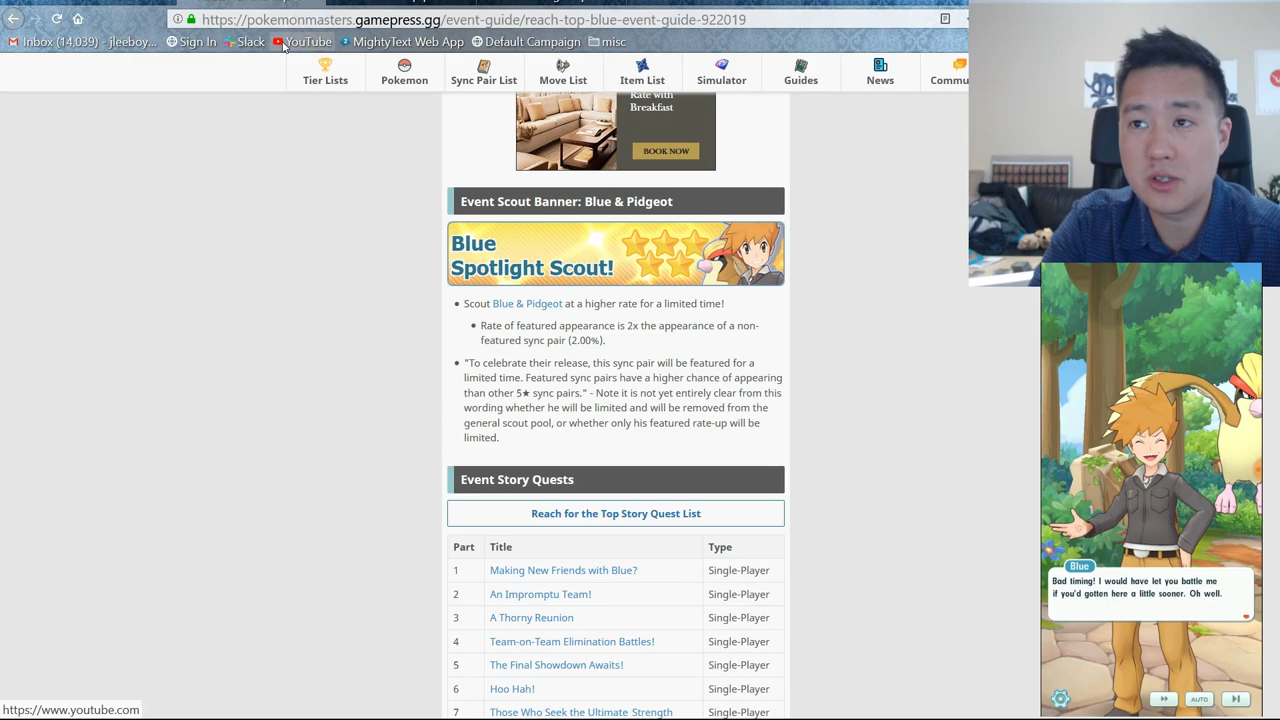 https://pokemonmasters.gamepress.gg/event-guide/reach-top-blue-event-guide-922019
Inbox (14,039) - jleeboy... Sign In Slack YouTube MightyText Web App Default Campaign misc
Tier Lists Pokemon Sync Pair List Move List Item List Simulator Guides News Commu
Rate with
Breakfast
BOOK NOW
Event Scout Banner: Blue & Pidgeot
Blue
Spotlight Scout!
• Scout Blue & Pidgeot at a higher rate for a limited time!
• Rate of featured appearance is 2x the appearance of a non-
featured sync pair (2.00%).
• "To celebrate their release, this sync pair will be featured for a
limited time. Featured sync pairs have a higher chance of appearing
than other 5★ sync pairs." - Note it is not yet entirely clear from this
wording whether he will be limited and will be removed from the
general scout pool, or whether only his featured rate-up will be
limited.
Event Story Quests
Reach for the Top Story Quest List
Part Title Type
1 Making New Friends with Blue? Single-Player
2 An Impromptu Team! Single-Player
3 A Thorny Reunion Single-Player
4 Team-on-Team Elimination Battles! Single-Player
5 The Final Showdown Awaits! Single-Player
6 Hoo Hah! Single-Player
7 Those Who Seek the Ultimate Strength Single-Player
https://www.youtube.com
Blue
Bad timing! I would have let you battle me
if you'd gotten here a little sooner. Oh well.
AUTO